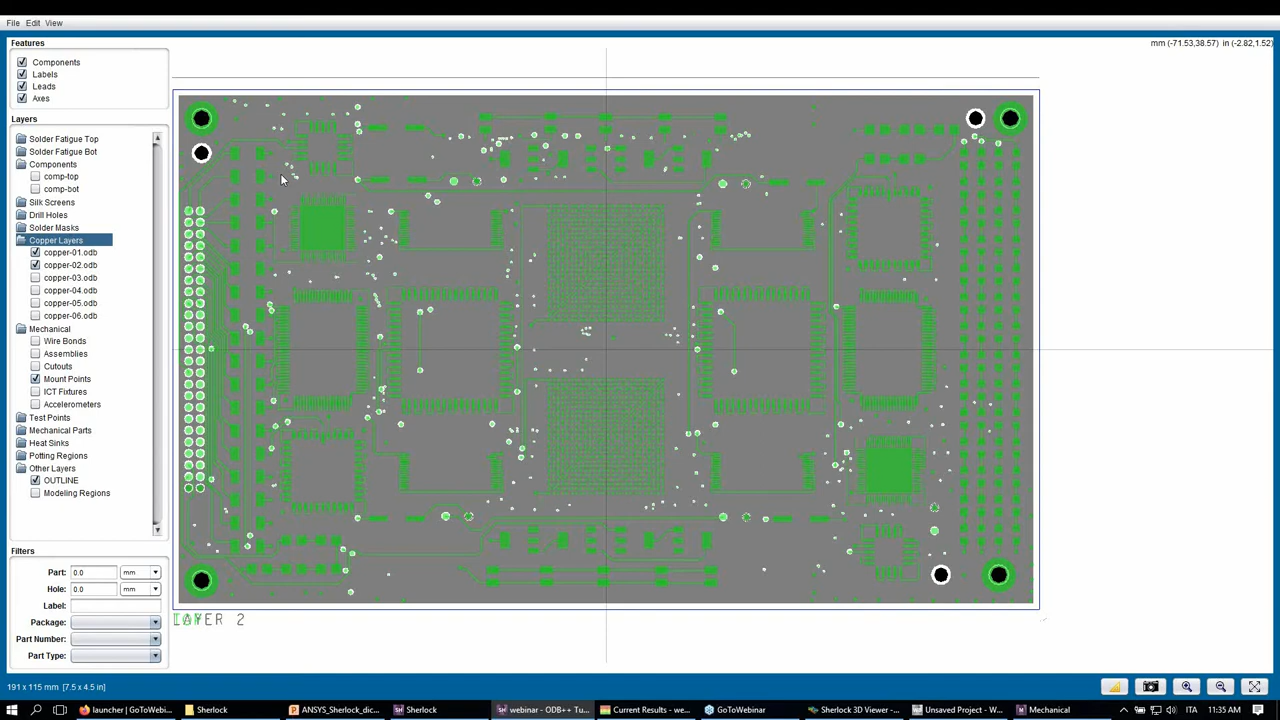 File Edit View
Features
mm (-71.53,38.57) in (-2.82,1.52)
Components
Labels
Leads
Axes
Layers
Solder Fatigue Top
Solder Fatigue Bot
Components
comp-top
comp-bot
Silk Screens
Drill Holes
Solder Masks
Copper Layers
copper-01.odb
copper-02.odb
copper-03.odb
copper-04.odb
copper-05.odb
copper-06.odb
Mechanical
Wire Bonds
Assemblies
Cutouts
Mount Points
ICT Fixtures
Accelerometers
Test Points
Mechanical Parts
Heat Sinks
Potting Regions
Other Layers
OUTLINE
Modeling Regions
Filters
Part: 0.0 mm
Hole: 0.0 mm
Label:
Package:
Part Number:
Part Type:
LAYER 2
191 x 115 mm [7.5 x 4.5 in]
launcher | GoToWebi...
Sherlock
ANSYS_Sherlock_dic...
Sherlock
webinar - ODB++ Tu...
Current Results - we...
GoToWebinar
Sherlock 3D Viewer -...
Unsaved Project - W...
Mechanical
ITA
11:35 AM